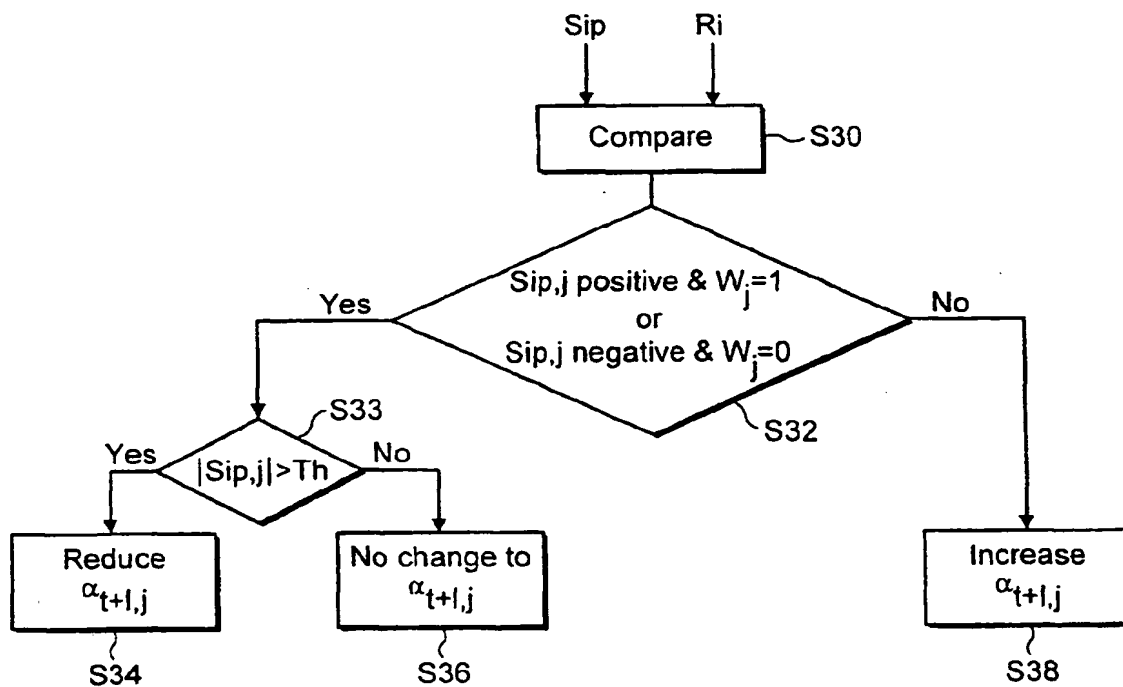 Sip
Ri
Compare
S30
Sip,j positive & Wj=1
or
Sip,j negative & Wj=0
Yes
No
S32
S33
|Sip,j|>Th
Yes
No
Reduce
αt+l,j
No change to
αt+l,j
Increase
αt+l,j
S34
S36
S38